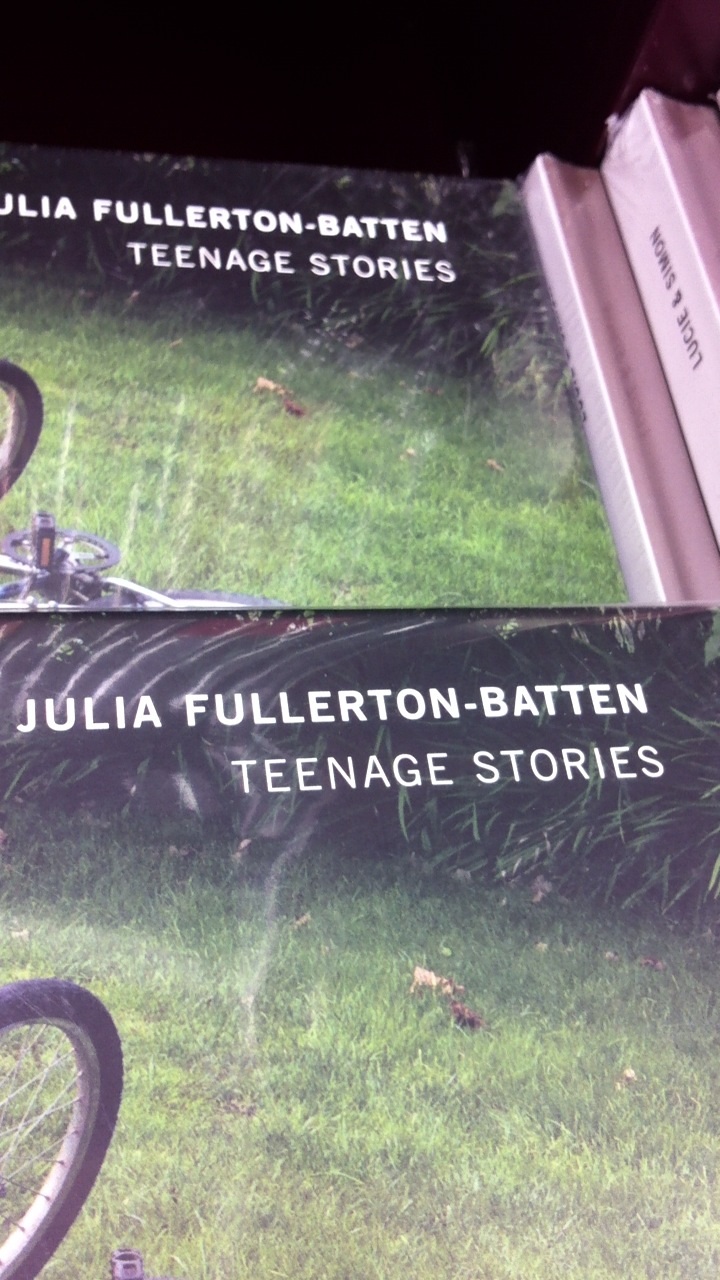 ULIA FULLERTON-BATTEN
TEENAGE STORIES
LUCIE & SIMON
JULIA FULLERTON-BATTEN
TEENAGE STORIES